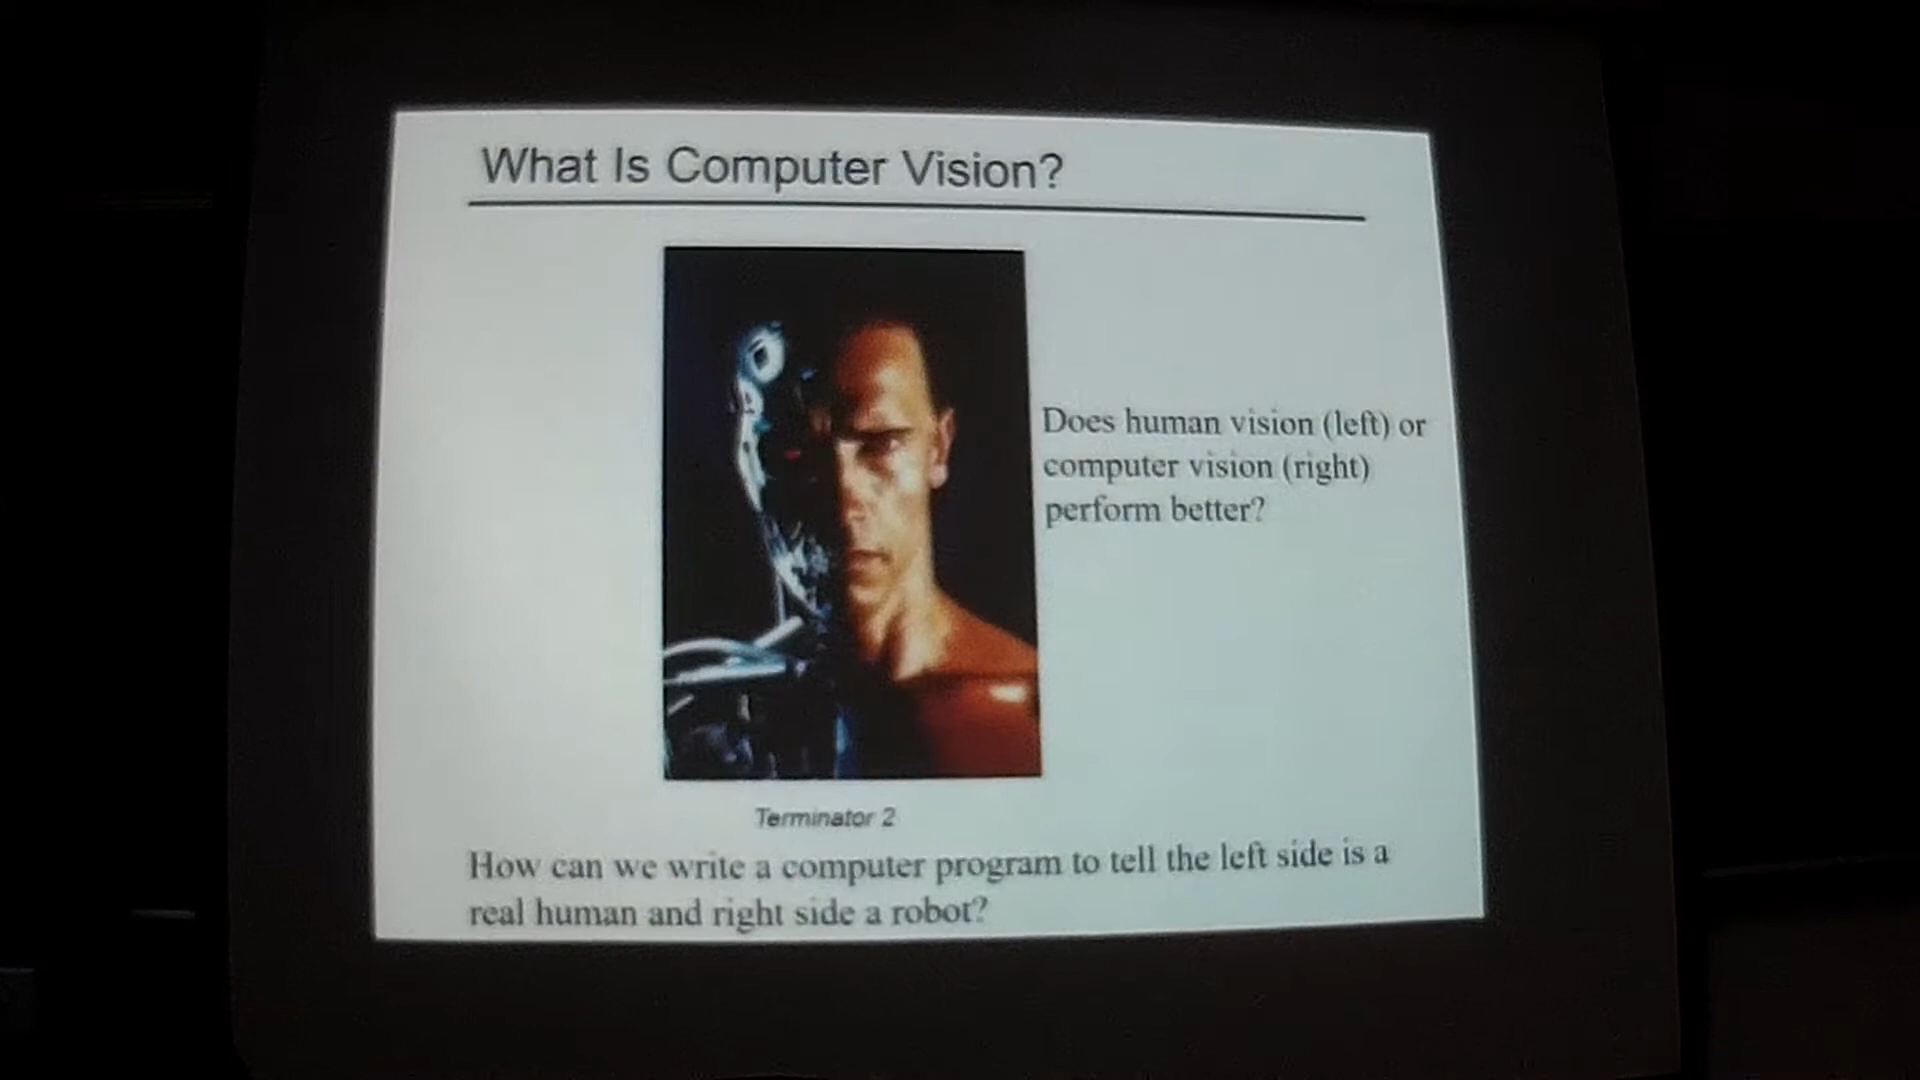 What Is Computer Vision?
Does human vision (left) or
computer vision (right)
perform better?
Terminator 2
How can we write a computer program to tell the left side is a
real human and right side a robot?